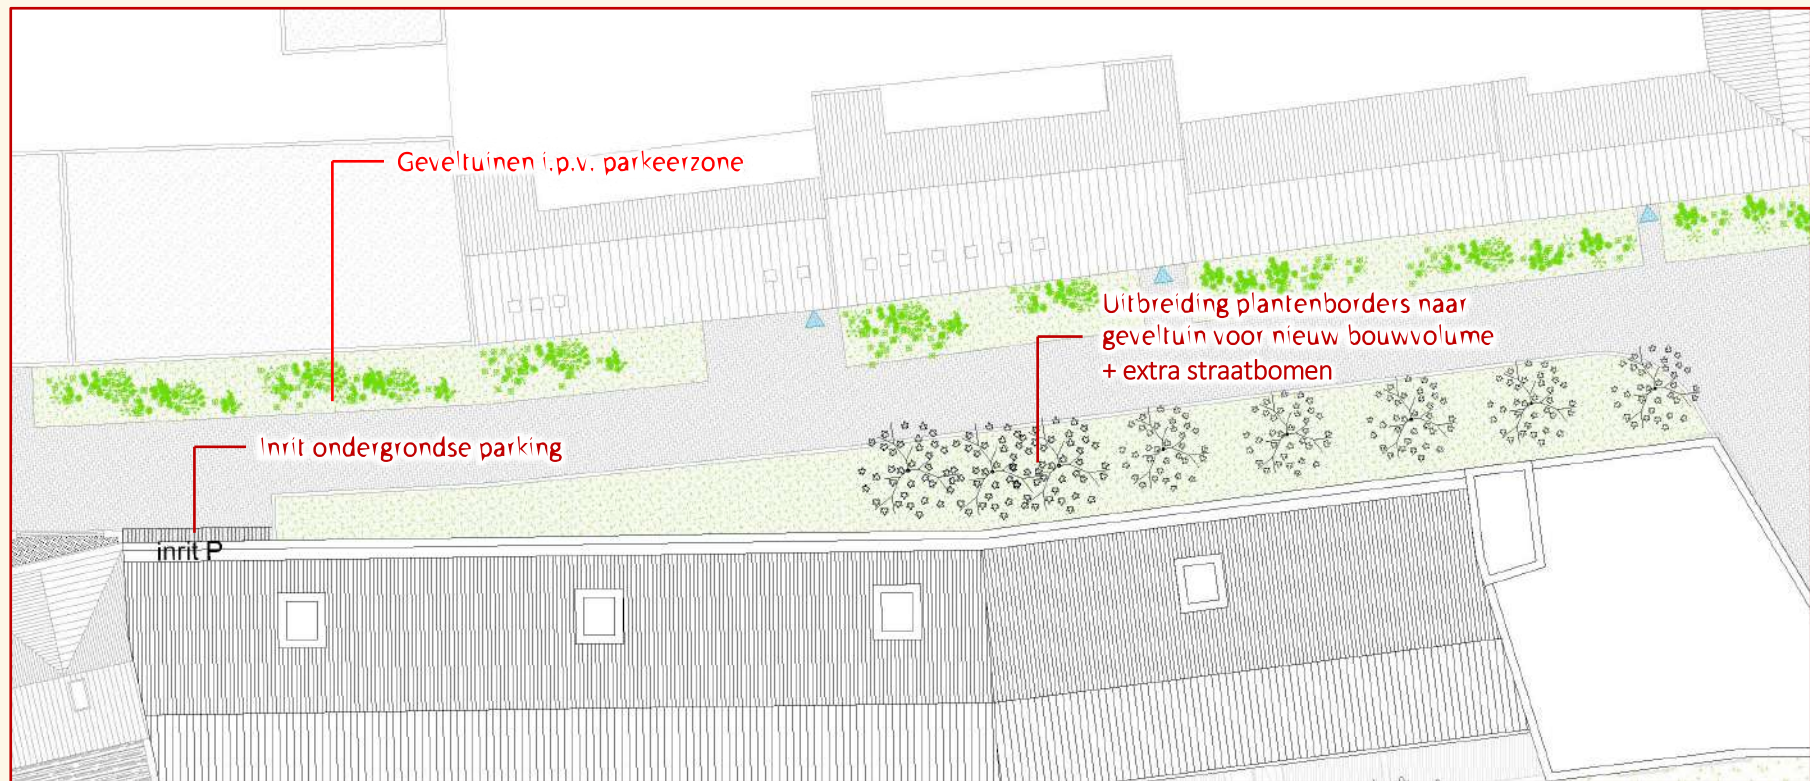 Geveltuinen i.p.v. parkeerzone
Uitbreiding plantenborders naar
geveltuin voor nieuw bouwvolume
+ extra straatbomen
Inrit ondergrondse parking
inrit P